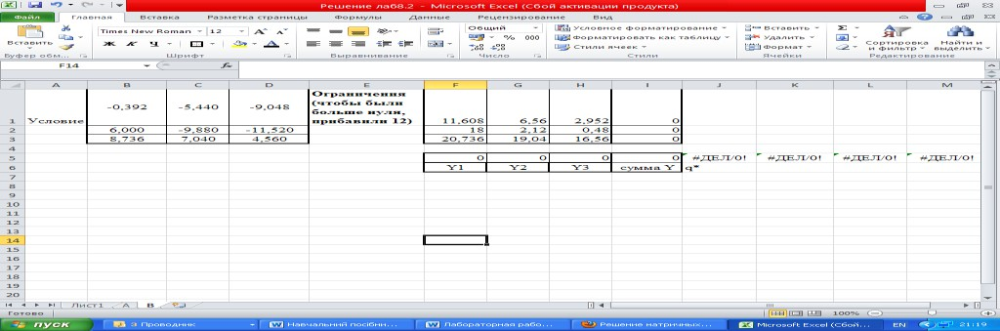 Решение лаб8.2 - Microsoft Excel (Сбой активации продукта)
Файл Главная Вставка Разметка страницы Формулы Данные Рецензирование Вид
Times New Roman 12 Общий Условное форматирование Вставить Σ
Вставить Ж К Ч % 000 Форматировать как таблицу Удалить Сортировка и фильтр Найти и выделить
Стили ячеек Формат
Буфер обм... Шрифт Выравнивание Число Стили Ячейки Редактирование
F14 fx
A B C D E F G H I J K L M
1 Условие -0,392 -5,440 -9,048 Ограничения (чтобы были больше нуля, прибавили 12) 11,608 6,56 2,952 0
2 6,000 -9,880 -11,520 18 2,12 0,48 0
3 8,736 7,040 4,560 20,736 19,04 16,56 0
5 0 0 0 0 #ДЕЛ/0! #ДЕЛ/0! #ДЕЛ/0! #ДЕЛ/0!
6 Y1 Y2 Y3 сумма Y q*
7
8
9
10
11
12
13
14
15
16
17
18
19
20
Лист1 A B
Готово 100%
пуск 3 Проводник Навчальний посібни... Лабораторная рабо... Решение матричных... Microsoft Excel (Сбой... EN 21:19